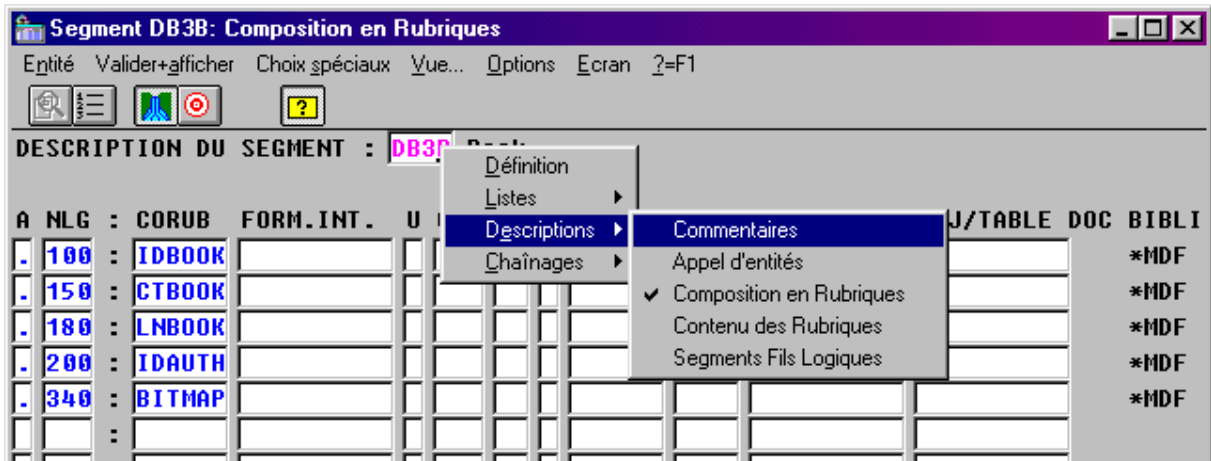 Segment DB3B: Composition en Rubriques
Entité Valider+afficher Choix spéciaux Vue... Options Ecran ?=F1
DESCRIPTION DU SEGMENT : DB3B
Définition
Listes
Descriptions
Chaînages
Commentaires
Appel d'entités
Composition en Rubriques
Contenu des Rubriques
Segments Fils Logiques
A NLG : CORUB FORM.INT. U J/TABLE DOC BIBLI
. 100 : IDBOOK *MDF
. 150 : CTBOOK *MDF
. 180 : LNBOOK *MDF
. 200 : IDAUTH *MDF
. 340 : BITMAP *MDF
: